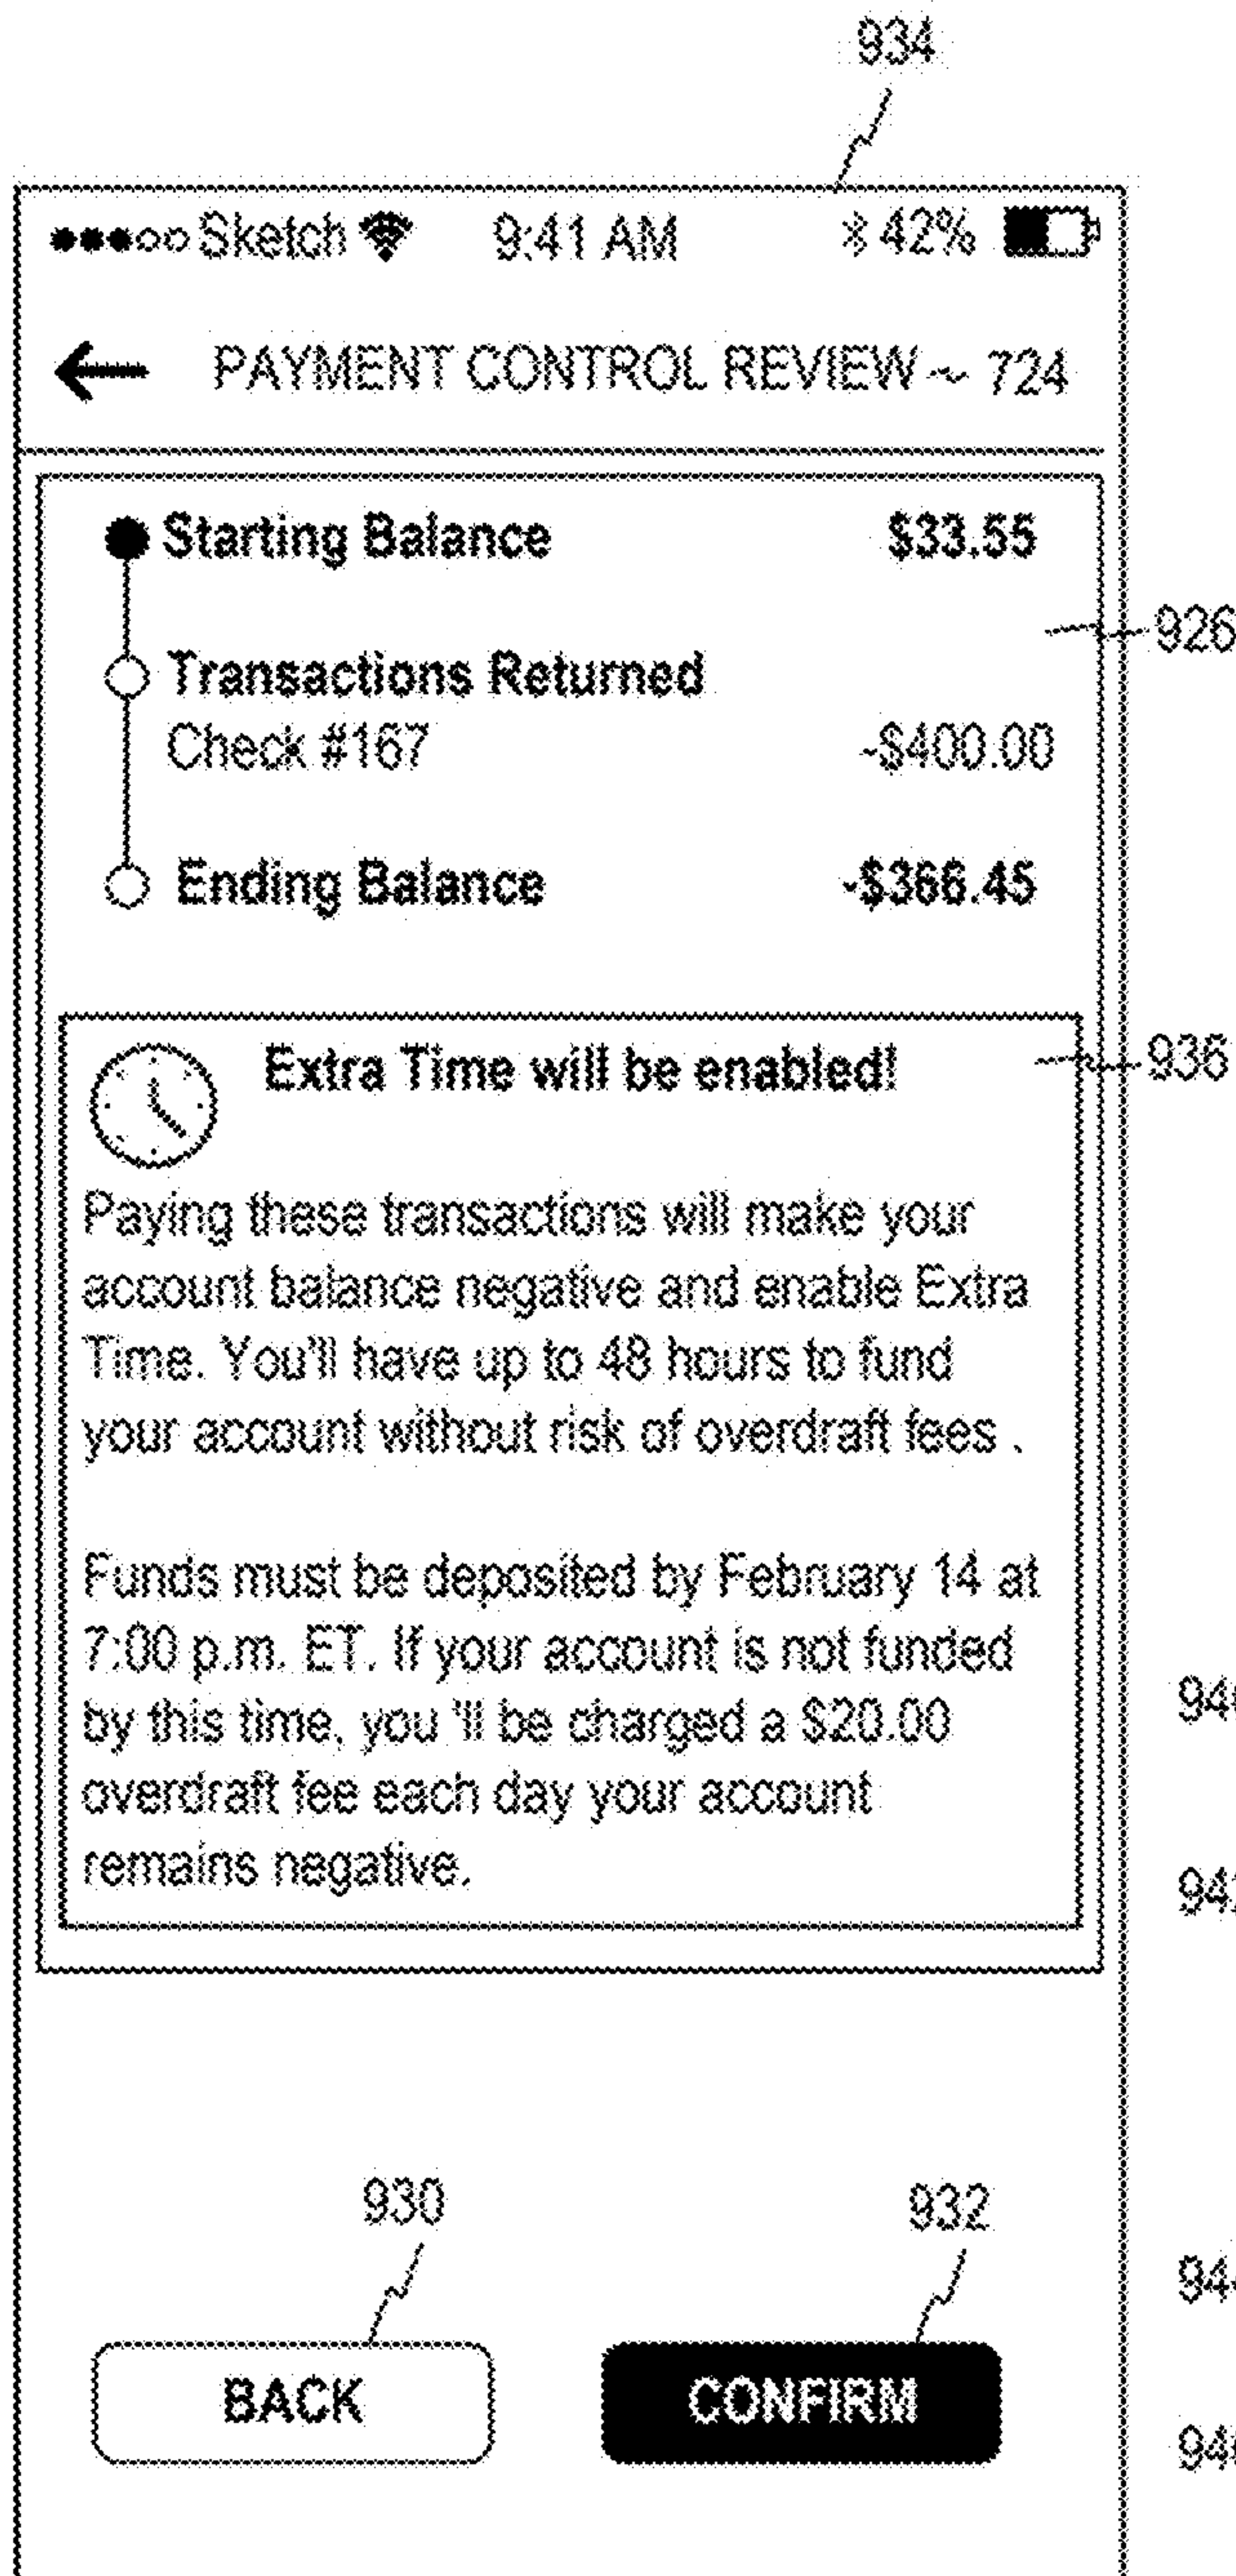 934
Sketch 9:41 AM 42%
PAYMENT CONTROL REVIEW ~ 724
Starting Balance $33.55
926
Transactions Returned
Check #167 -$400.00
Ending Balance -$366.45
Extra Time will be enabled!
936
Paying these transactions will make your
account balance negative and enable Extra
Time. You'll have up to 48 hours to fund
your account without risk of overdraft fees .
Funds must be deposited by February 14 at
7:00 p.m. ET. If your account is not funded
by this time, you 'll be charged a $20.00
overdraft fee each day your account
remains negative.
930
932
BACK
CONFIRM